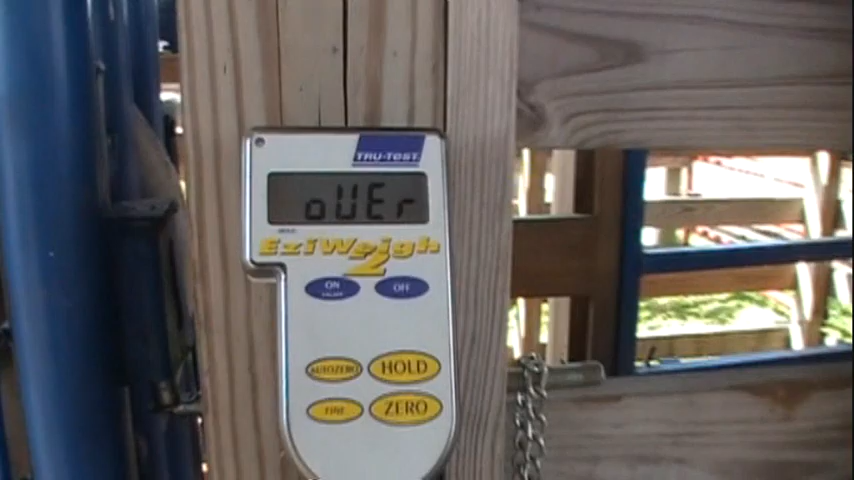 TRU-TEST
oUEr
EziWeigh
2
ON
OFF
AUTOZERO
HOLD
FINE
ZERO